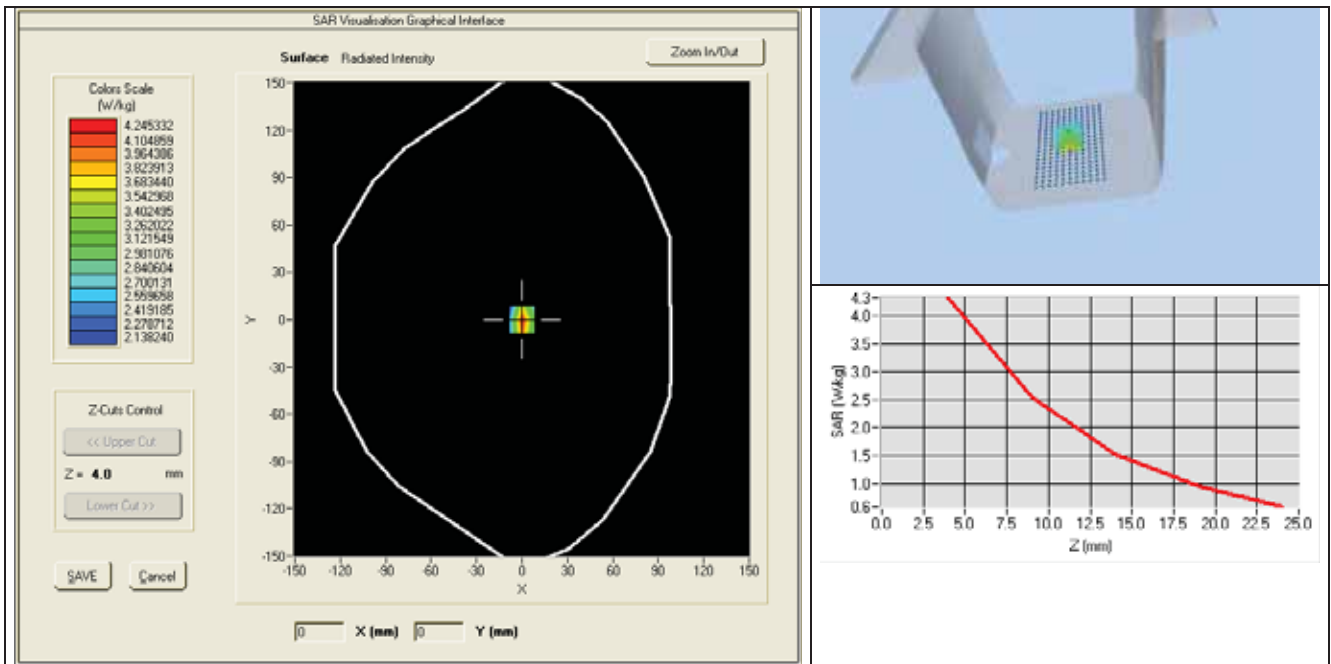 SAR Visualisation Graphical Interface
Surface Radiated Intensity
Zoom In/Out
Colors Scale
(W/kg)
4.245332
4.104859
3.964386
3.823913
3.683440
3.542968
3.402495
3.262022
3.121549
2.981076
2.840604
2.700131
2.559658
2.419185
2.278712
2.138240
Z-Cuts Control
<< Upper Cut
Z = 4.0 mm
Lower Cut >>
SAVE Cancel
150
120
90
60
30
0
-30
-60
-90
-120
-150
Y
-150 -120 -90 -60 -30 0 30 60 90 120 150
X
0 X (mm) 0 Y (mm)
4.3
4.0
3.5
3.0
2.5
2.0
1.5
1.0
0.6
SAR (W/kg)
0.0 2.5 5.0 7.5 10.0 12.5 15.0 17.5 20.0 22.5 25.0
Z (mm)